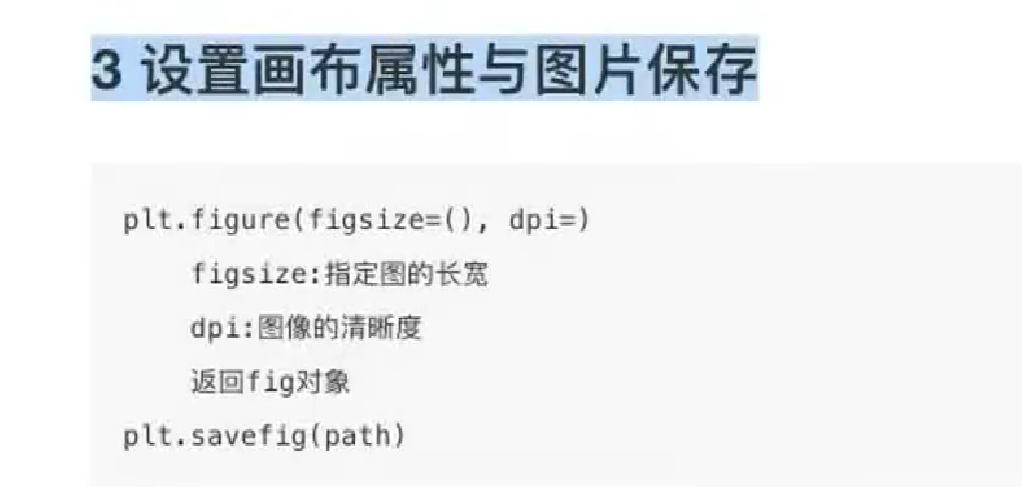 3 设置画布属性与图片保存
plt.figure(figsize=(), dpi=)
figsize:指定图的长宽
dpi:图像的清晰度
返回fig对象
plt.savefig(path)